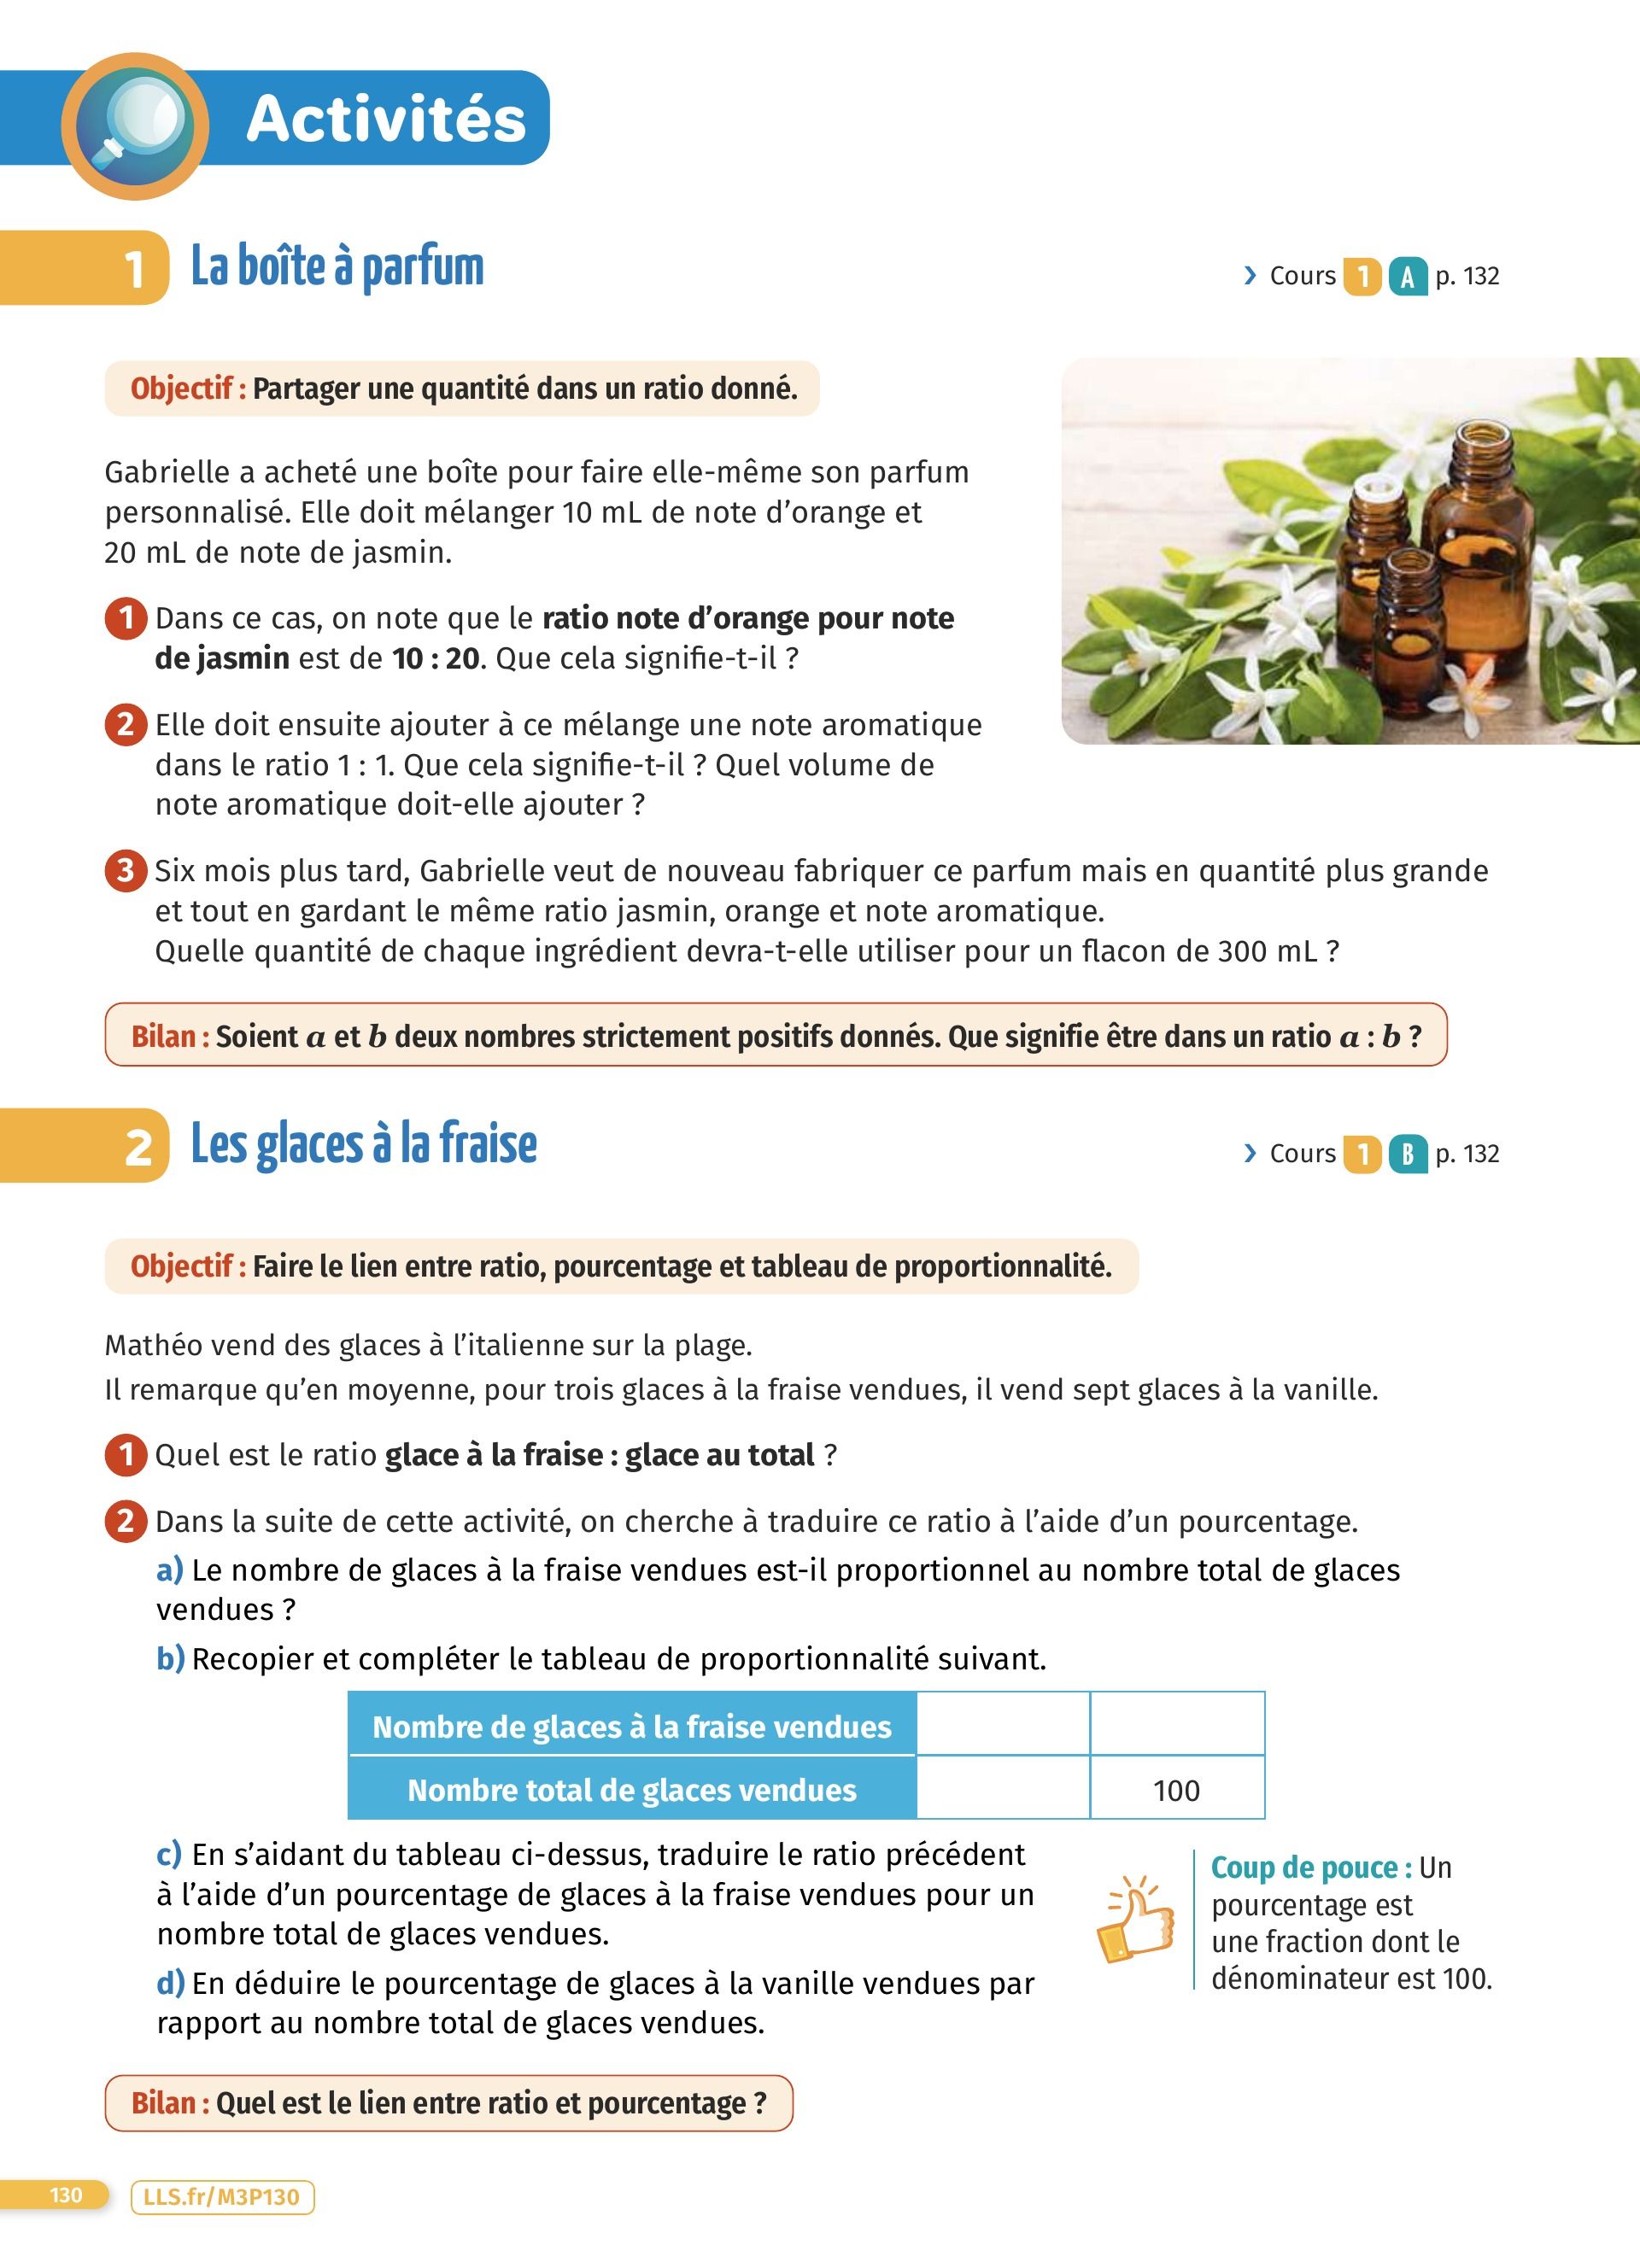 Activités
1 La boîte à parfum
› Cours 1 A p. 132
Objectif : Partager une quantité dans un ratio donné.
Gabrielle a acheté une boîte pour faire elle-même son parfum
personnalisé. Elle doit mélanger 10 mL de note d’orange et
20 mL de note de jasmin.
1 Dans ce cas, on note que le ratio note d’orange pour note
de jasmin est de 10 : 20. Que cela signifie-t-il ?
2 Elle doit ensuite ajouter à ce mélange une note aromatique
dans le ratio 1 : 1. Que cela signifie-t-il ? Quel volume de
note aromatique doit-elle ajouter ?
3 Six mois plus tard, Gabrielle veut de nouveau fabriquer ce parfum mais en quantité plus grande
et tout en gardant le même ratio jasmin, orange et note aromatique.
Quelle quantité de chaque ingrédient devra-t-elle utiliser pour un flacon de 300 mL ?
Bilan : Soient a et b deux nombres strictement positifs donnés. Que signifie être dans un ratio a : b ?
2 Les glaces à la fraise
› Cours 1 B p. 132
Objectif : Faire le lien entre ratio, pourcentage et tableau de proportionnalité.
Mathéo vend des glaces à l’italienne sur la plage.
Il remarque qu’en moyenne, pour trois glaces à la fraise vendues, il vend sept glaces à la vanille.
1 Quel est le ratio glace à la fraise : glace au total ?
2 Dans la suite de cette activité, on cherche à traduire ce ratio à l’aide d’un pourcentage.
a) Le nombre de glaces à la fraise vendues est-il proportionnel au nombre total de glaces
vendues ?
b) Recopier et compléter le tableau de proportionnalité suivant.
Nombre de glaces à la fraise vendues
Nombre total de glaces vendues 100
c) En s’aidant du tableau ci-dessus, traduire le ratio précédent
à l’aide d’un pourcentage de glaces à la fraise vendues pour un
nombre total de glaces vendues.
d) En déduire le pourcentage de glaces à la vanille vendues par
rapport au nombre total de glaces vendues.
Coup de pouce : Un
pourcentage est
une fraction dont le
dénominateur est 100.
Bilan : Quel est le lien entre ratio et pourcentage ?
130
LLS.fr/M3P130